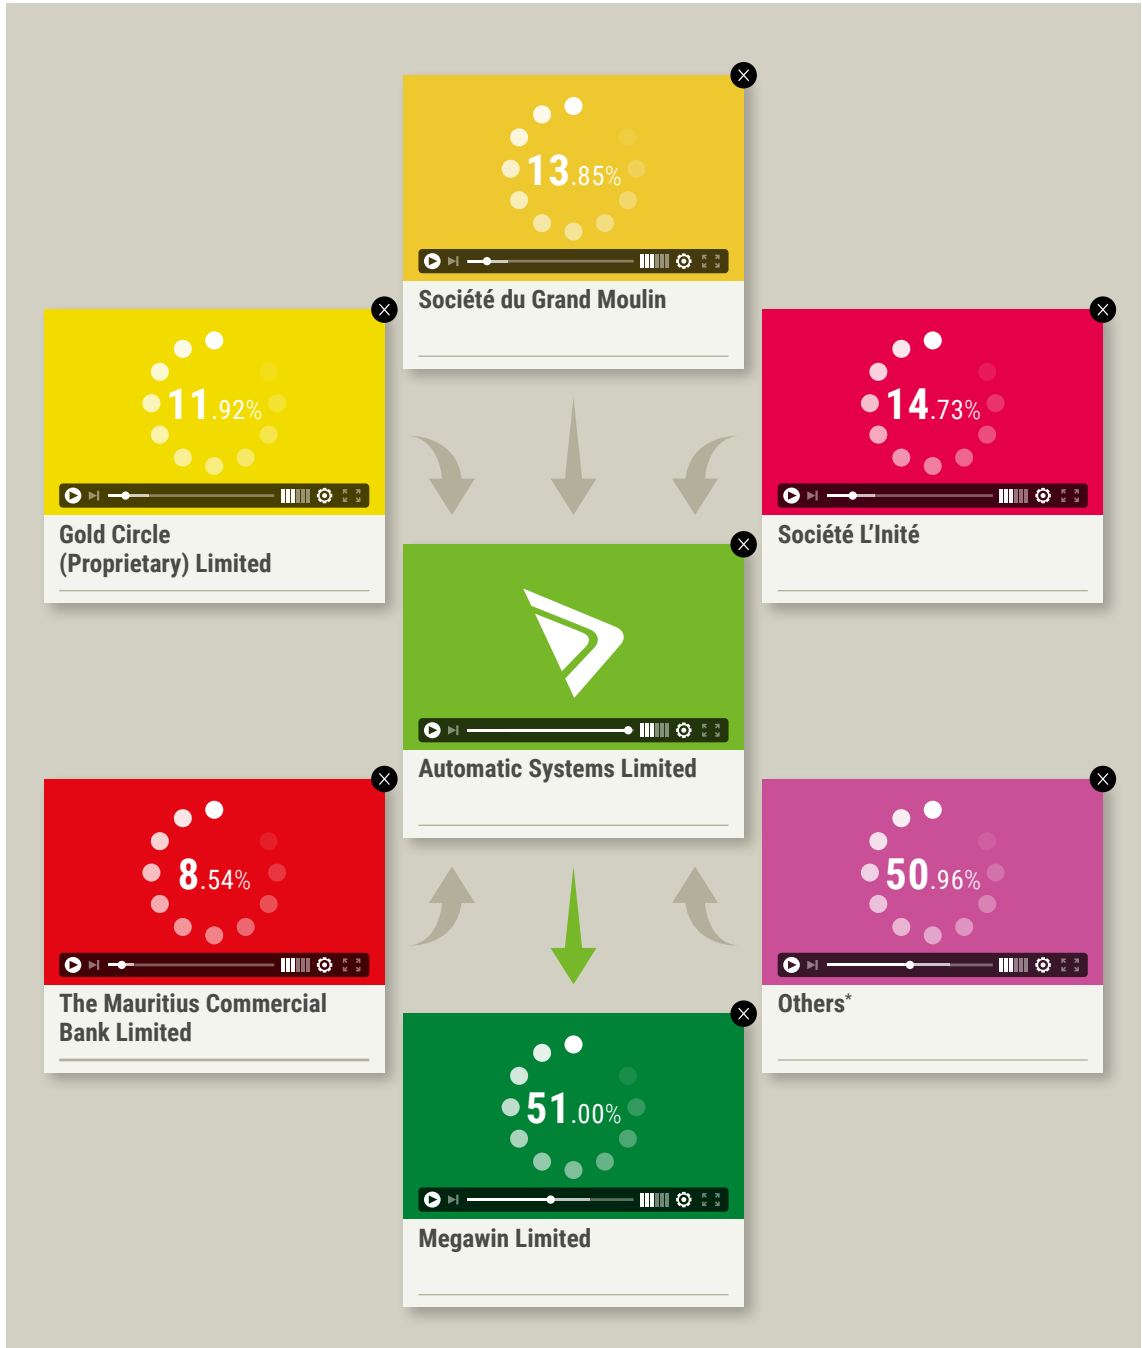 13.85%
Société du Grand Moulin
11.92%
Gold Circle
(Proprietary) Limited
14.73%
Société L’Inité
Automatic Systems Limited
8.54%
The Mauritius Commercial
Bank Limited
50.96%
Others*
51.00%
Megawin Limited